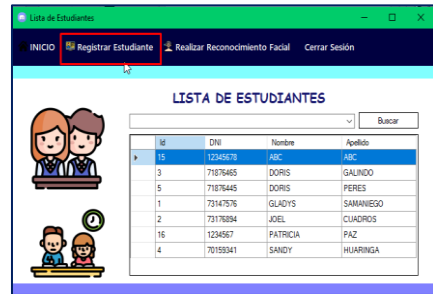 Lista de Estudiantes
INICIO Registrar Estudiante Realizar Reconocimiento Facial Cerrar Sesión
LISTA DE ESTUDIANTES
Buscar
Id DNI Nombre Apellido
15 12345678 ABC ABC
3 71876465 DORIS GALINDO
5 71876445 DORIS PERES
1 73147576 GLADYS SAMANIEGO
2 73176894 JOEL CUADROS
16 1234567 PATRICIA PAZ
4 70159341 SANDY HUARINGA